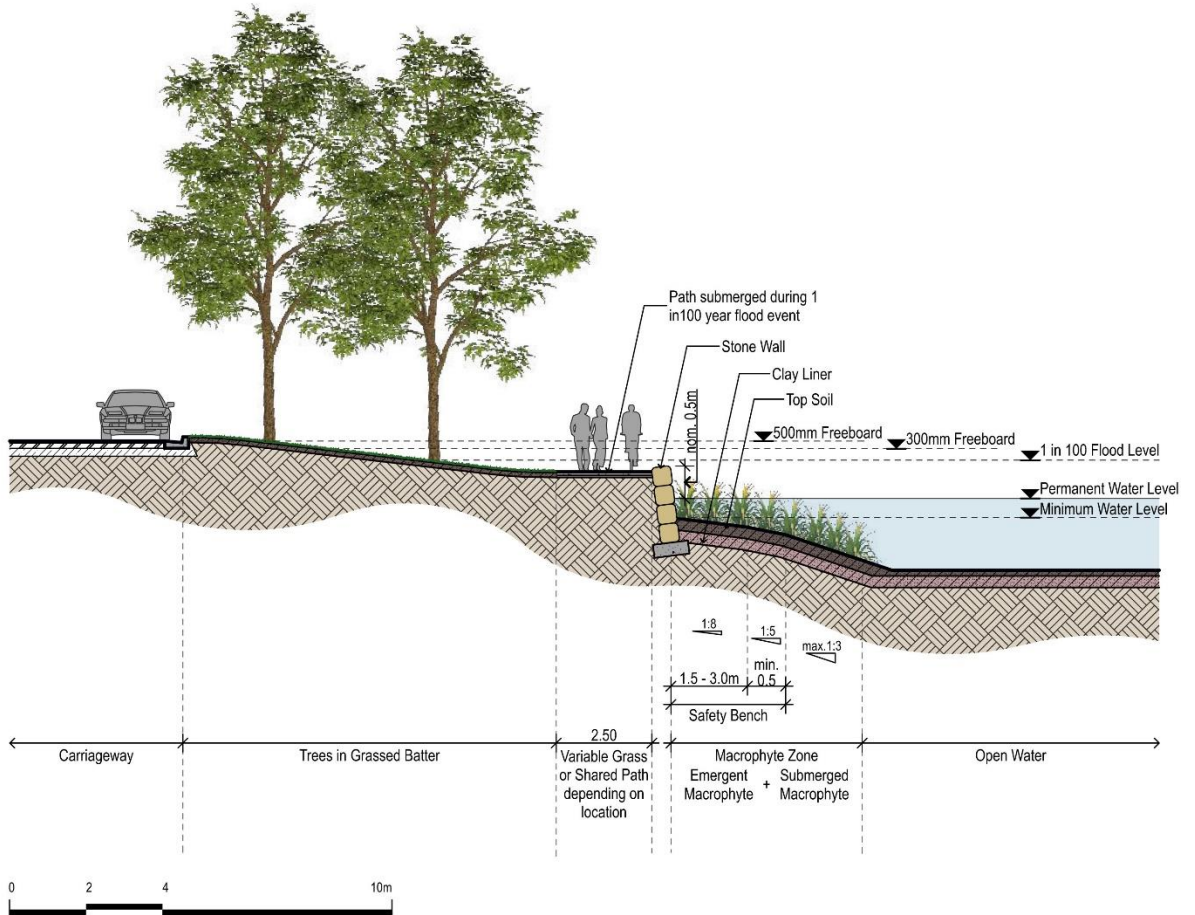 Path submerged during 1
in100 year flood event
Stone Wall
Clay Liner
Top Soil
nom. 0.5m
500mm Freeboard
300mm Freeboard
1 in 100 Flood Level
Permanent Water Level
Minimum Water Level
1:8
1:5
max.1:3
1.5 - 3.0m
min.
0.5
Safety Bench
2.50
Carriageway
Trees in Grassed Batter
Variable Grass
or Shared Path
depending on
location
Macrophyte Zone
Emergent
Macrophyte
+
Submerged
Macrophyte
Open Water
0 2 4 10m